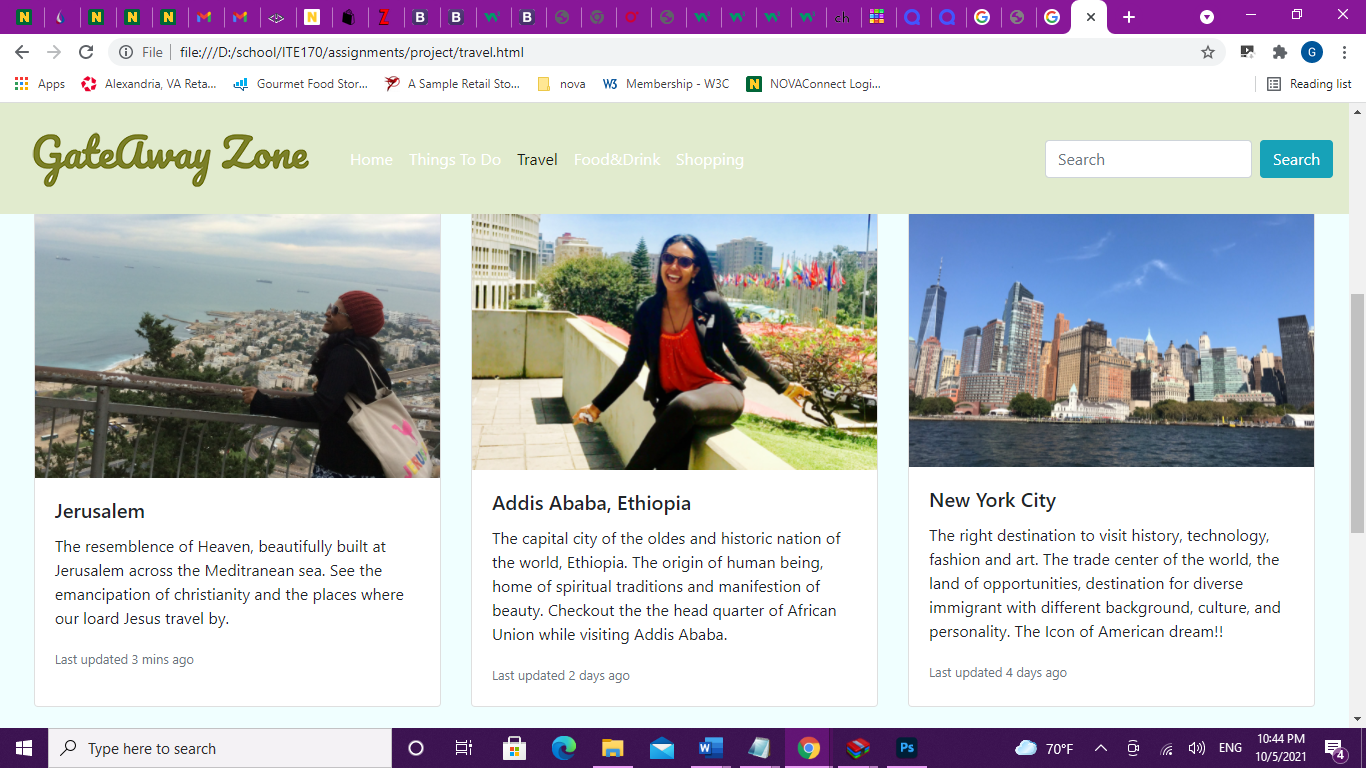 File
file:///D:/school/ITE170/assignments/project/travel.html
G
Apps
Alexandria, VA Reta...
Gourmet Food Stor...
A Sample Retail Sto...
nova
W3 Membership - W3C
N NOVAConnect Logi...
Reading list
GateAway Zone
Home
Things To Do
Travel
Food&Drink
Shopping
Search
Search
Jerusalem
The resemblence of Heaven, beautifully built at
Jerusalem across the Meditranean sea. See the
emancipation of christianity and the places where
our loard Jesus travel by.
Last updated 3 mins ago
Addis Ababa, Ethiopia
The capital city of the oldes and historic nation of
the world, Ethiopia. The origin of human being,
home of spiritual traditions and manifestion of
beauty. Checkout the the head quarter of African
Union while visiting Addis Ababa.
Last updated 2 days ago
New York City
The right destination to visit history, technology,
fashion and art. The trade center of the world, the
land of opportunities, destination for diverse
immigrant with different background, culture, and
personality. The Icon of American dream!!
Last updated 4 days ago
Type here to search
Ps
70°F
ENG
10:44 PM
10/5/2021
4